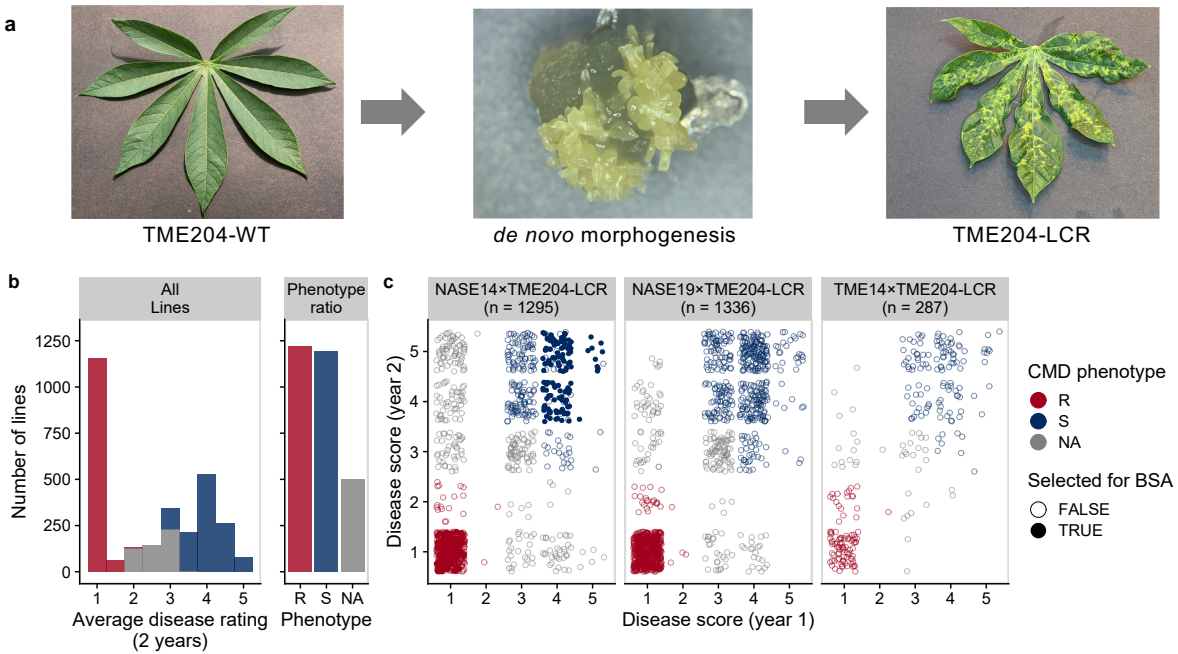 a
TME204-WT
de novo morphogenesis
TME204-LCR
b
All
Lines
Phenotype
ratio
Number of lines
1250
1000
750
500
250
0
1 2 3 4 5
Average disease rating
(2 years)
R S NA
Phenotype
c
NASE14×TME204-LCR
(n = 1295)
NASE19×TME204-LCR
(n = 1336)
TME14×TME204-LCR
(n = 287)
Disease score (year 2)
5
4
3
2
1
1 2 3 4 5
1 2 3 4 5
1 2 3 4 5
Disease score (year 1)
CMD phenotype
R
S
NA
Selected for BSA
FALSE
TRUE